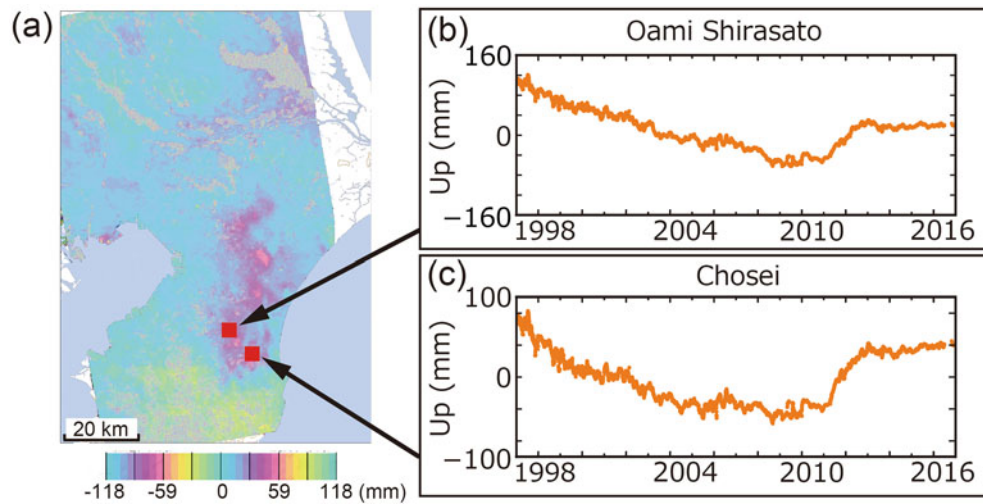 (a)
20 km
-118 -59 0 59 118 (mm)
(b)
Oami Shirasato
160
0
−160
Up (mm)
1998 2004 2010 2016
(c)
Chosei
100
0
−100
Up (mm)
1998 2004 2010 2016